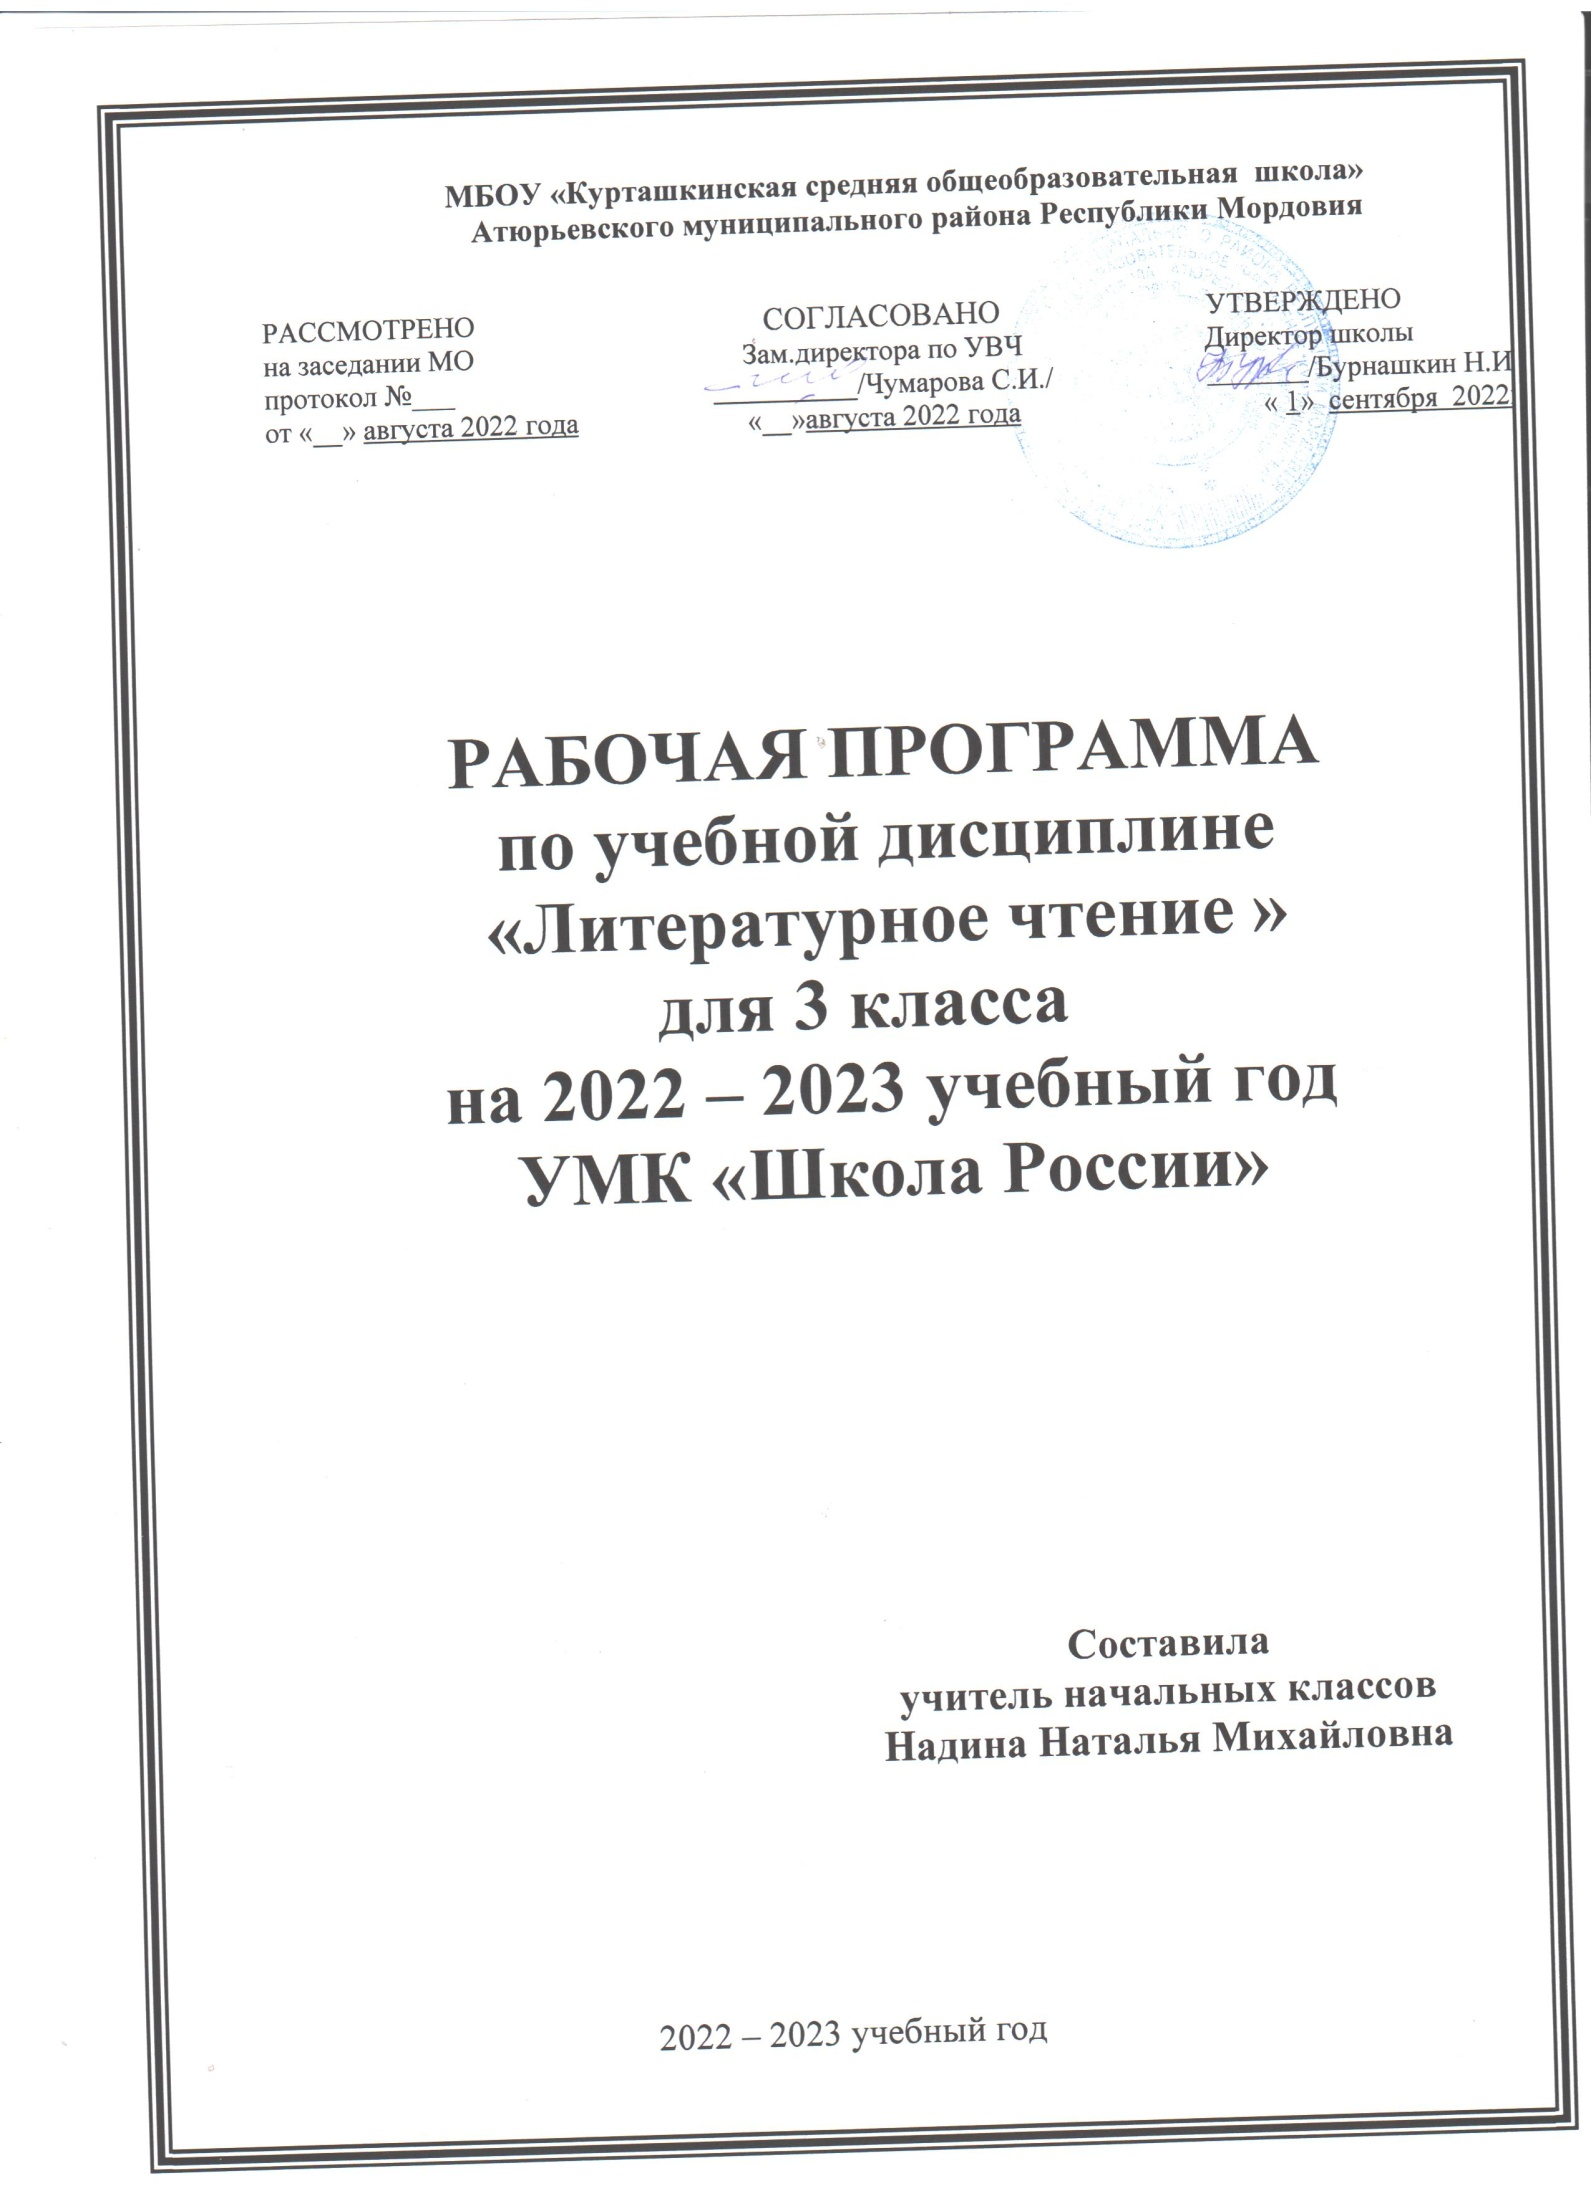 МБОУ «Курташкинская средняя общеобразовательная школа»
Атюрьевского муниципального района Республики Мордовия
РАССМОТРЕНО
на заседании МО
протокол №___
от «__» августа 2022 года
СОГЛАСОВАНО
Зам.директора по УВЧ
__________/Чумарова С.И./
«__»августа 2022 года
УТВЕРЖДЕНО
Директор школы
_______/Бурнашкин Н.И
« 1» сентября 2022
РАБОЧАЯ ПРОГРАММА
по учебной дисциплине
«Литературное чтение »
для 3 класса
на 2022 – 2023 учебный год
УМК «Школа России»
Составила
учитель начальных классов
Надина Наталья Михайловна
2022 – 2023 учебный год